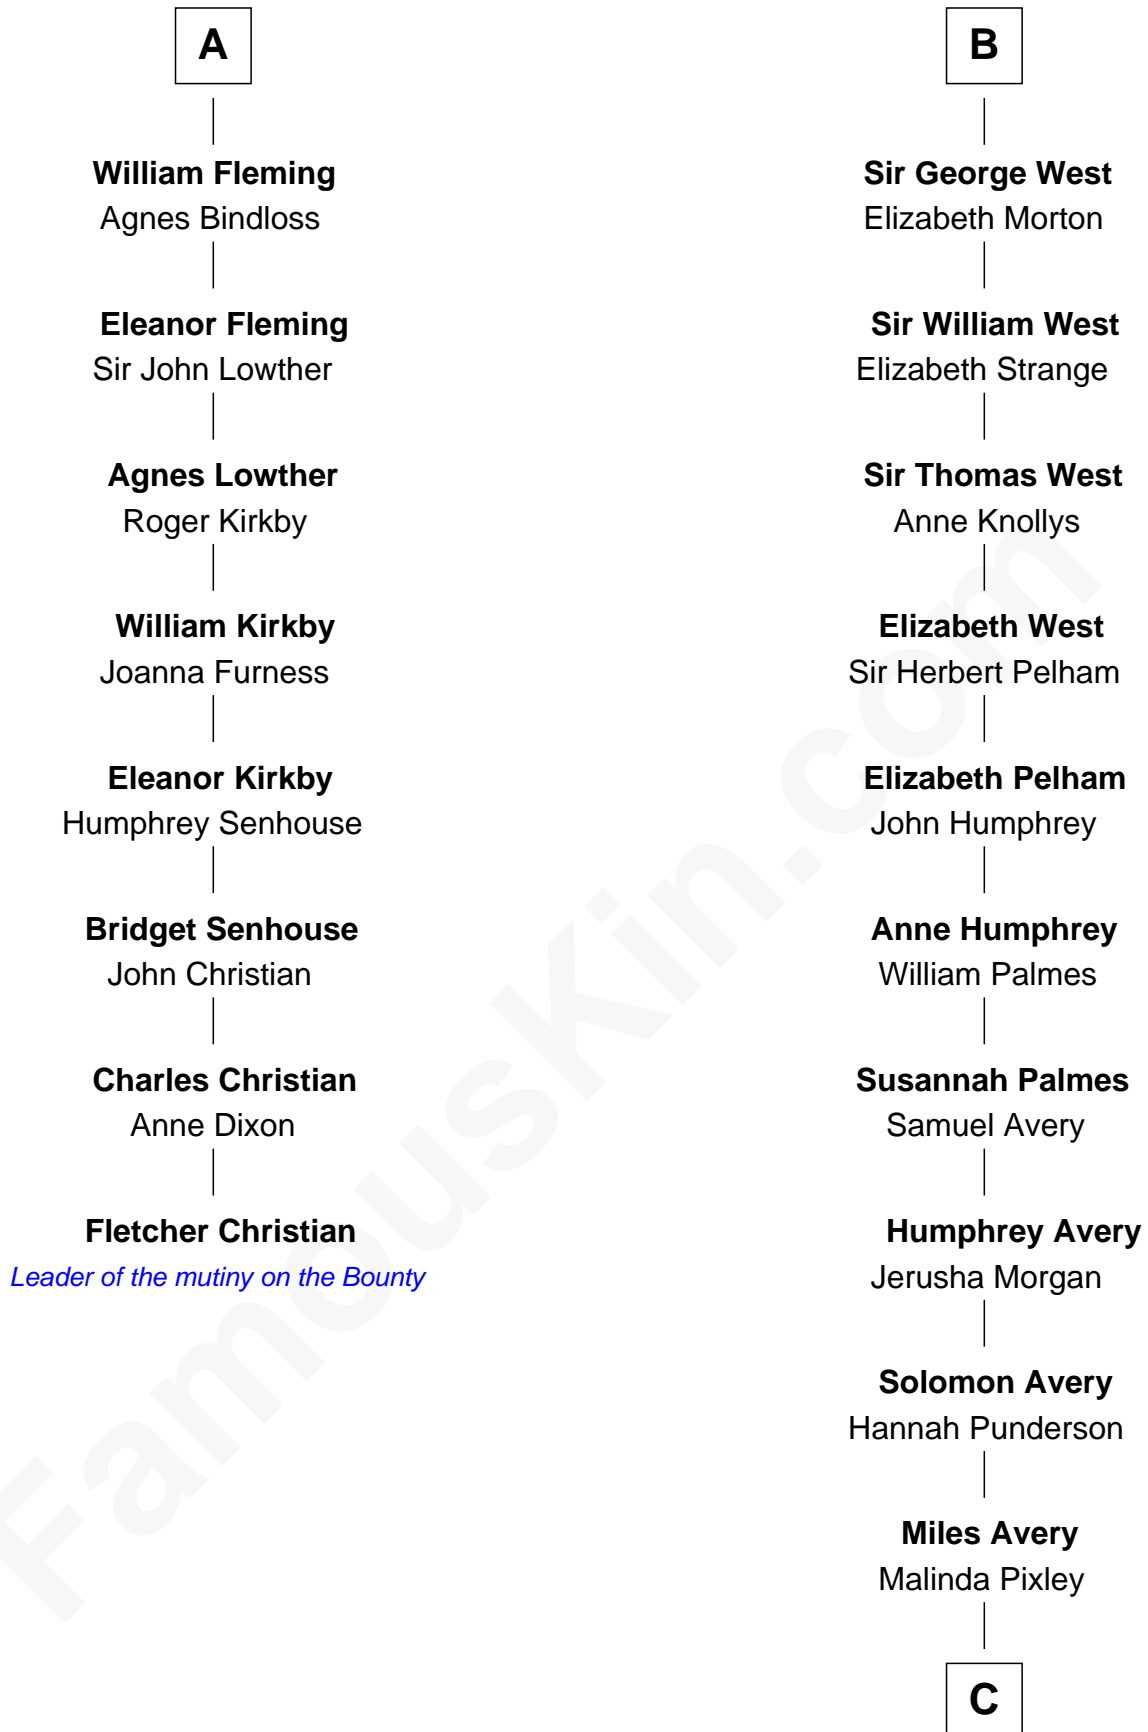 A
William Fleming
Agnes Bindloss
Eleanor Fleming
Sir John Lowther
Agnes Lowther
Roger Kirkby
William Kirkby
Joanna Furness
Eleanor Kirkby
Humphrey Senhouse
Bridget Senhouse
John Christian
Charles Christian
Anne Dixon
Fletcher Christian
Leader of the mutiny on the Bounty
B
Sir George West
Elizabeth Morton
Sir William West
Elizabeth Strange
Sir Thomas West
Anne Knollys
Elizabeth West
Sir Herbert Pelham
Elizabeth Pelham
John Humphrey
Anne Humphrey
William Palmes
Susannah Palmes
Samuel Avery
Humphrey Avery
Jerusha Morgan
Solomon Avery
Hannah Punderson
Miles Avery
Malinda Pixley
C
FamousKin.com